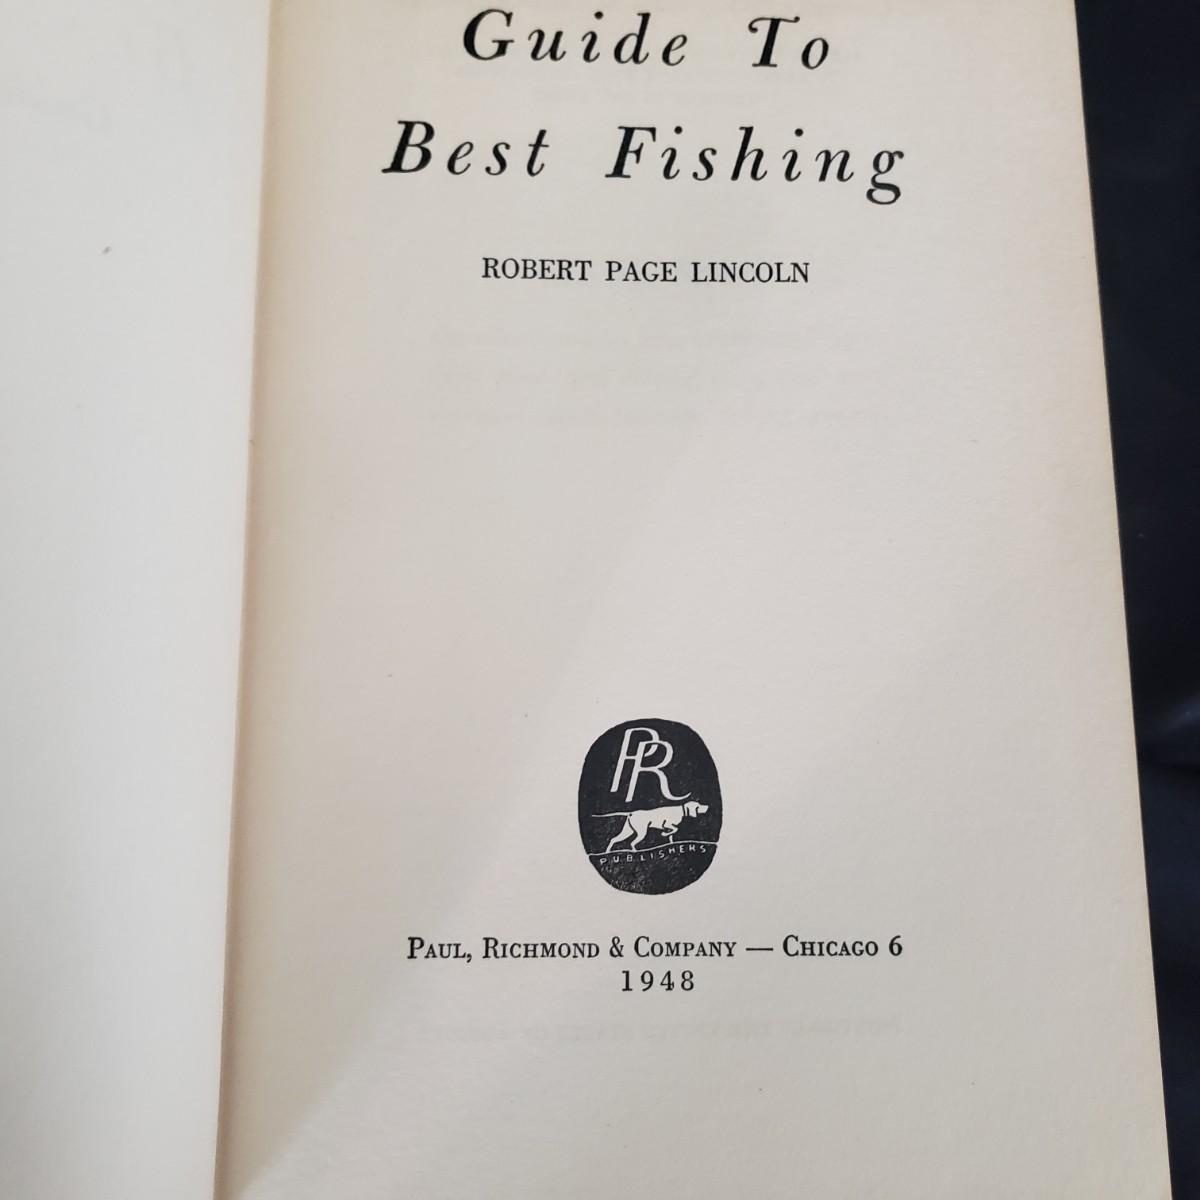 Guide To
Best Fishing
ROBERT PAGE LINCOLN
PR
PUBLISHERS
PAUL, RICHMOND & COMPANY — CHICAGO 6
1948